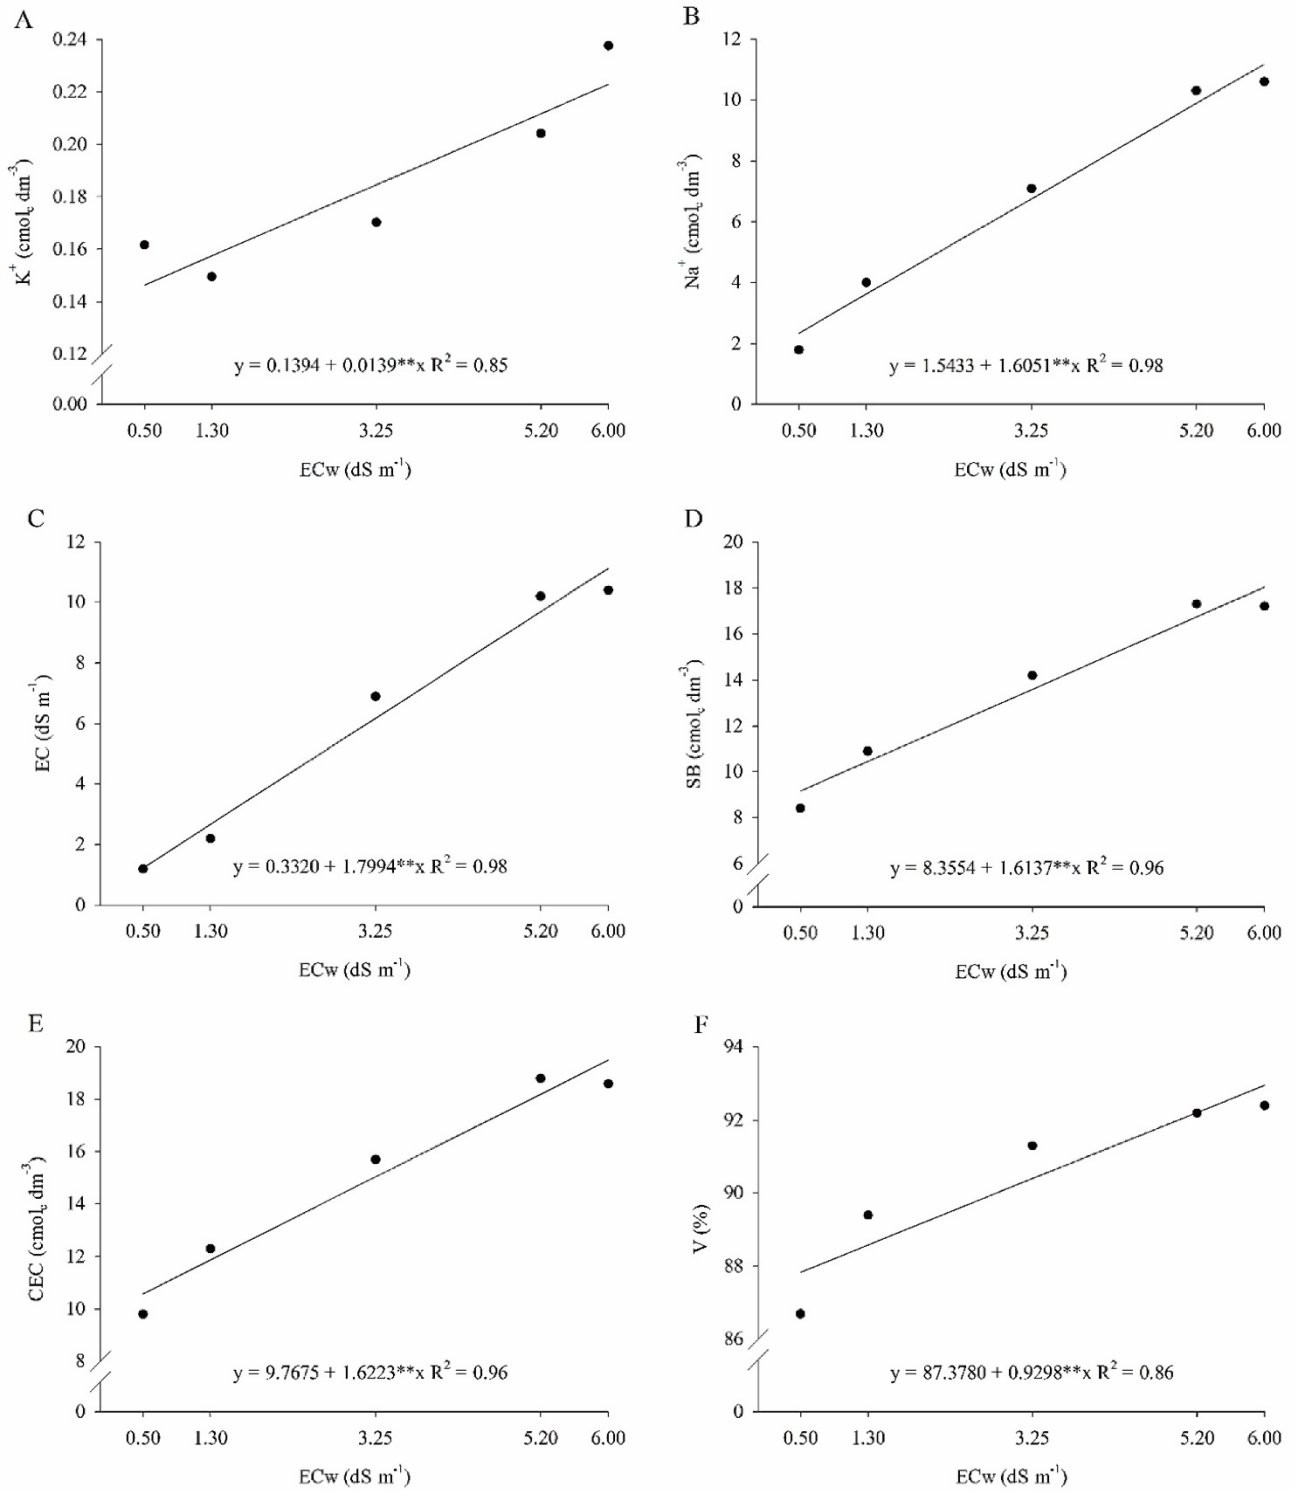 A
K+ (cmolc dm-3)
0.24
0.22
0.20
0.18
0.16
0.14
0.12
0.00
y = 0.1394 + 0.0139**x R2 = 0.85
0.50 1.30 3.25 5.20 6.00
ECw (dS m-1)
B
Na+ (cmolc dm-3)
12
10
8
6
4
2
0
y = 1.5433 + 1.6051**x R2 = 0.98
0.50 1.30 3.25 5.20 6.00
ECw (dS m-1)
C
EC (dS m-1)
12
10
8
6
4
2
0
y = 0.3320 + 1.7994**x R2 = 0.98
0.50 1.30 3.25 5.20 6.00
ECw (dS m-1)
D
SB (cmolc dm-3)
20
18
16
14
12
10
8
6
0
y = 8.3554 + 1.6137**x R2 = 0.96
0.50 1.30 3.25 5.20 6.00
ECw (dS m-1)
E
CEC (cmolc dm-3)
20
18
16
14
12
10
8
0
y = 9.7675 + 1.6223**x R2 = 0.96
0.50 1.30 3.25 5.20 6.00
ECw (dS m-1)
F
V (%)
94
92
90
88
86
0
y = 87.3780 + 0.9298**x R2 = 0.86
0.50 1.30 3.25 5.20 6.00
ECw (dS m-1)